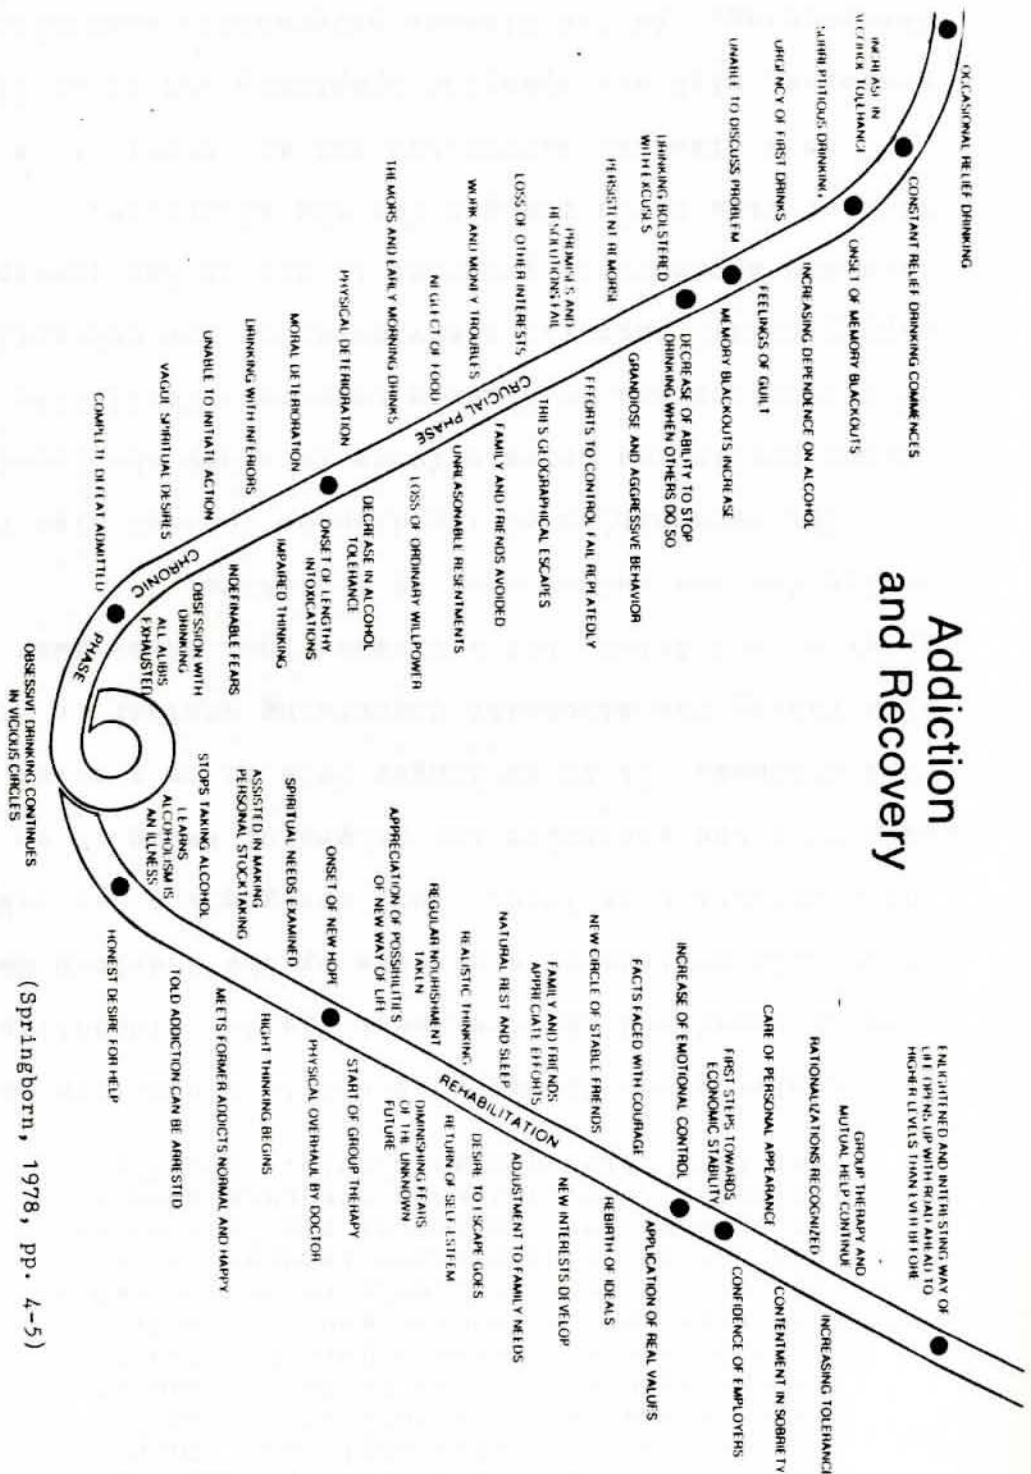 Addiction
and Recovery
OCCASIONAL RELIEF DRINKING
CONSTANT RELIEF DRINKING COMMENCES
INCREASE IN
ALCOHOL TOLERANCE
ONSET OF MEMORY BLACKOUTS
SURREPTITIOUS DRINKING
INCREASING DEPENDENCE ON ALCOHOL
URGENCY OF FIRST DRINKS
FEELINGS OF GUILT
UNABLE TO DISCUSS PROBLEM
MEMORY BLACKOUTS INCREASE
DRINKING BOLSTERED
WITH EXCUSES
DECREASE OF ABILITY TO STOP
DRINKING WHEN OTHERS DO SO
PERSISTENT REMORSE
GRANDIOSE AND AGGRESSIVE BEHAVIOR
PROMISES AND
RESOLUTIONS FAIL
EFFORTS TO CONTROL FAIL REPEATEDLY
LOSS OF OTHER INTERESTS
TRIES GEOGRAPHICAL ESCAPES
CRUCIAL PHASE
WORK AND MONEY TROUBLES
FAMILY AND FRIENDS AVOIDED
NEGLECT OF FOOD
UNREASONABLE RESENTMENTS
TREMORS AND EARLY MORNING DRINKS
LOSS OF ORDINARY WILLPOWER
PHYSICAL DETERIORATION
DECREASE IN ALCOHOL
TOLERANCE
MORAL DETERIORATION
ONSET OF LENGTHY
INTOXICATIONS
DRINKING WITH INFERIORS
IMPAIRED THINKING
UNABLE TO INITIATE ACTION
INDEFINABLE FEARS
VAGUE SPIRITUAL DESIRES
OBSESSION WITH
DRINKING
COMPLETE DEFEAT ADMITTED
ALL ALIBIS
EXHAUSTED
CHRONIC PHASE
OBSESSIVE DRINKING CONTINUES
IN VICIOUS CIRCLES
ENLIGHTENED AND INTERESTING WAY OF
LIFE OPENS UP WITH ROAD AHEAD TO
HIGHER LEVELS THAN EVER BEFORE
GROUP THERAPY AND
MUTUAL HELP CONTINUE
INCREASING TOLERANCE
RATIONALIZATIONS RECOGNIZED
CONTENTMENT IN SOBRIETY
CARE OF PERSONAL APPEARANCE
CONFIDENCE OF EMPLOYERS
FIRST STEPS TOWARDS
ECONOMIC STABILITY
APPLICATION OF REAL VALUES
INCREASE OF EMOTIONAL CONTROL
REBIRTH OF IDEALS
FACTS FACED WITH COURAGE
NEW INTERESTS DEVELOP
NEW CIRCLE OF STABLE FRIENDS
ADJUSTMENT TO FAMILY NEEDS
FAMILY AND FRIENDS
APPRECIATE EFFORTS
REHABILITATION
DESIRE TO ESCAPE GOES
NATURAL REST AND SLEEP
RETURN OF SELF ESTEEM
REALISTIC THINKING
DIMINISHING FEARS
OF THE UNKNOWN
FUTURE
REGULAR NOURISHMENT
TAKEN
START OF GROUP THERAPY
APPRECIATION OF POSSIBILITIES
OF NEW WAY OF LIFE
PHYSICAL OVERHAUL BY DOCTOR
ONSET OF NEW HOPE
RIGHT THINKING BEGINS
SPIRITUAL NEEDS EXAMINED
MEETS FORMER ADDICTS NORMAL AND HAPPY
ASSISTED IN MAKING
PERSONAL STOCKTAKING
TOLD ADDICTION CAN BE ARRESTED
STOPS TAKING ALCOHOL
LEARNS
ALCOHOLISM IS
AN ILLNESS
HONEST DESIRE FOR HELP
(Springborn, 1978, pp. 4-5)